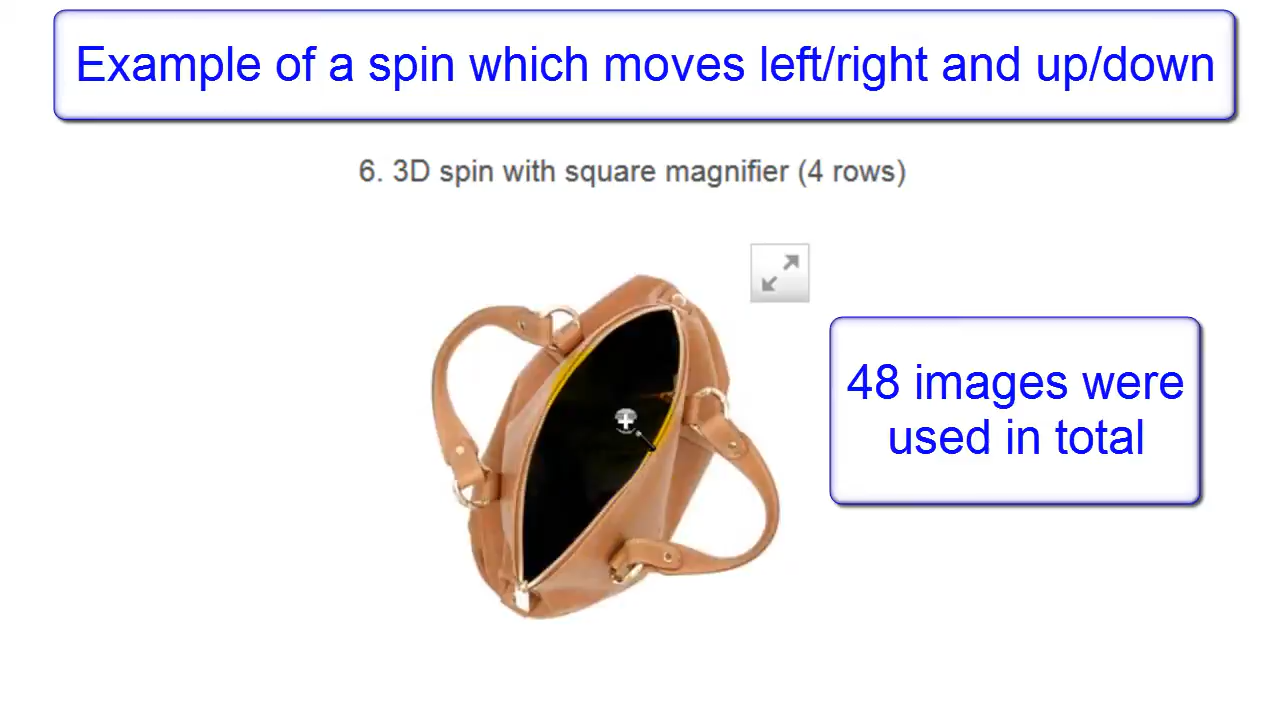 Example of a spin which moves left/right and up/down
6. 3D spin with square magnifier (4 rows)
48 images were
used in total